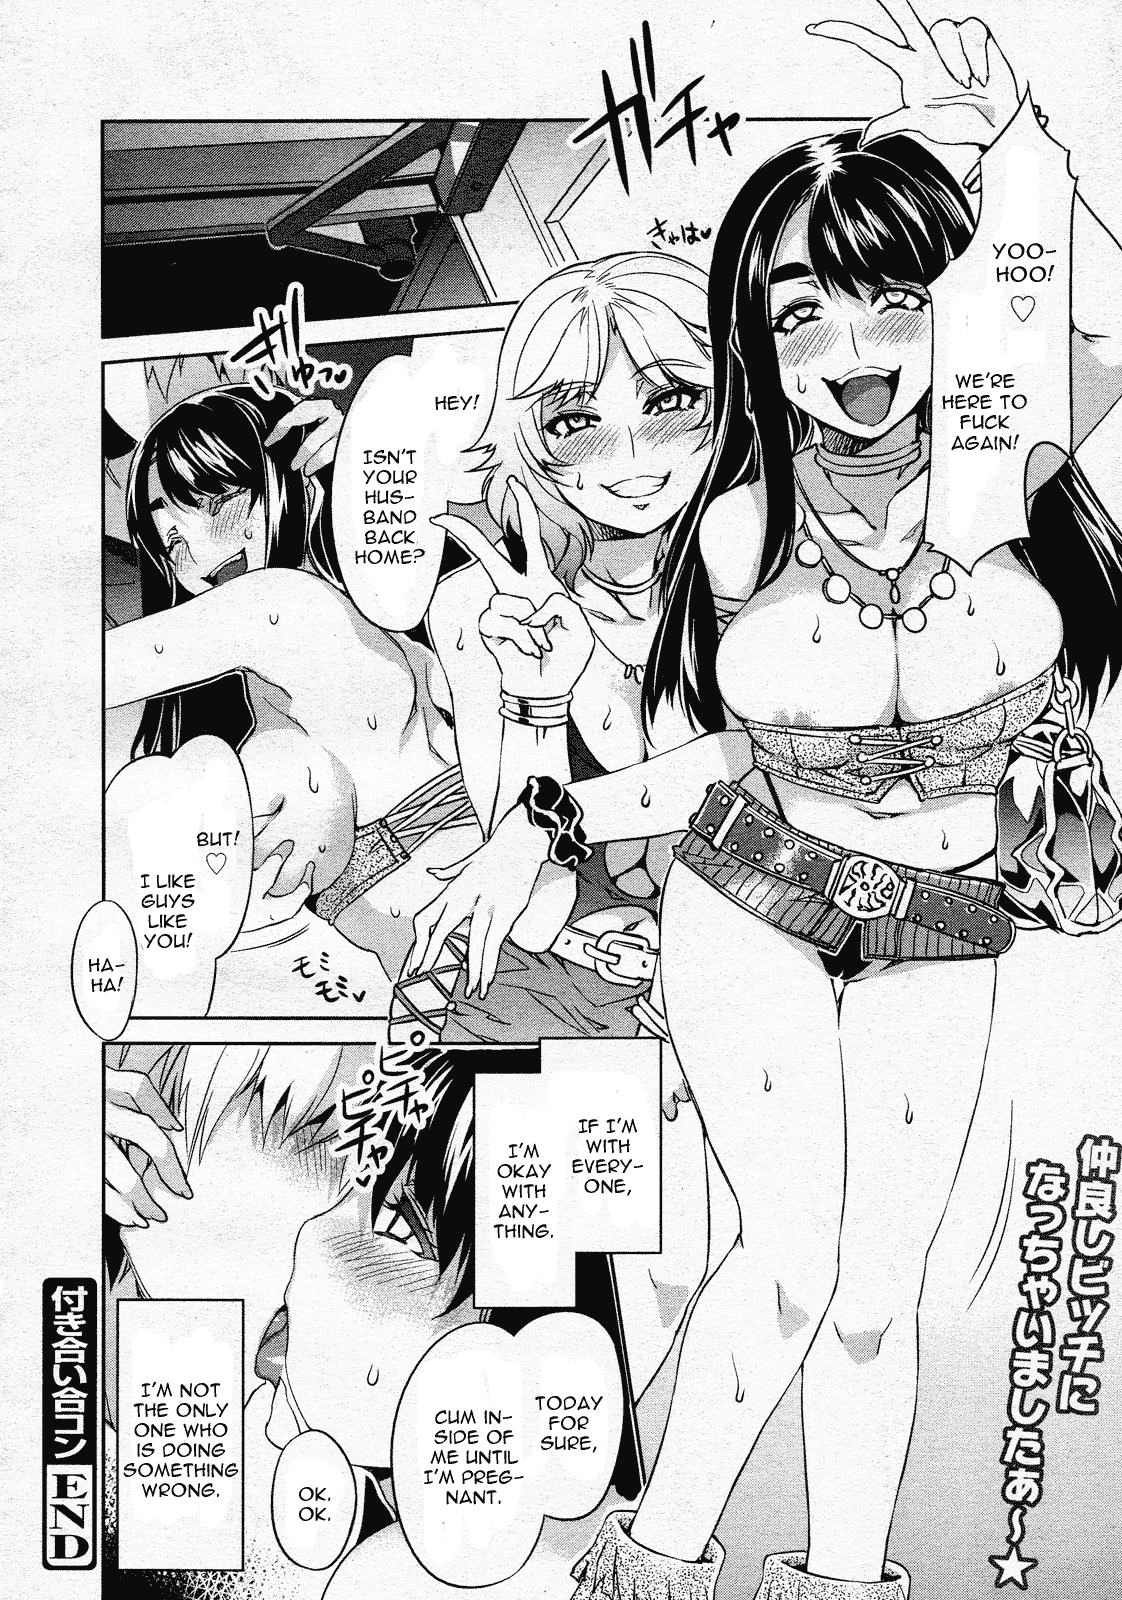 ガチャ
きゃは♥
YOO-
HOO!
♡
WE'RE
HERE TO
FUCK
AGAIN!
HEY!
ISN'T
YOUR
HUS-
BAND
BACK
HOME?
ぎゅっ♥
BUT!
♡
I LIKE
GUYS
LIKE
YOU!
HA-
HA!
モミ
モミ♥
ピチャ
ピチャ♥
IF I'M
WITH
EVERY-
ONE,
I'M
OKAY
WITH
ANY-
THING.
TODAY
FOR
SURE,
CUM IN-
SIDE OF
ME UNTIL
I'M PREG-
NANT.
OK.
OK.
I'M NOT
THE ONLY
ONE WHO
IS DOING
SOMETHING
WRONG.
仲良しビッチに
なっちゃいましたぁ〜★
付き合い合コン
END